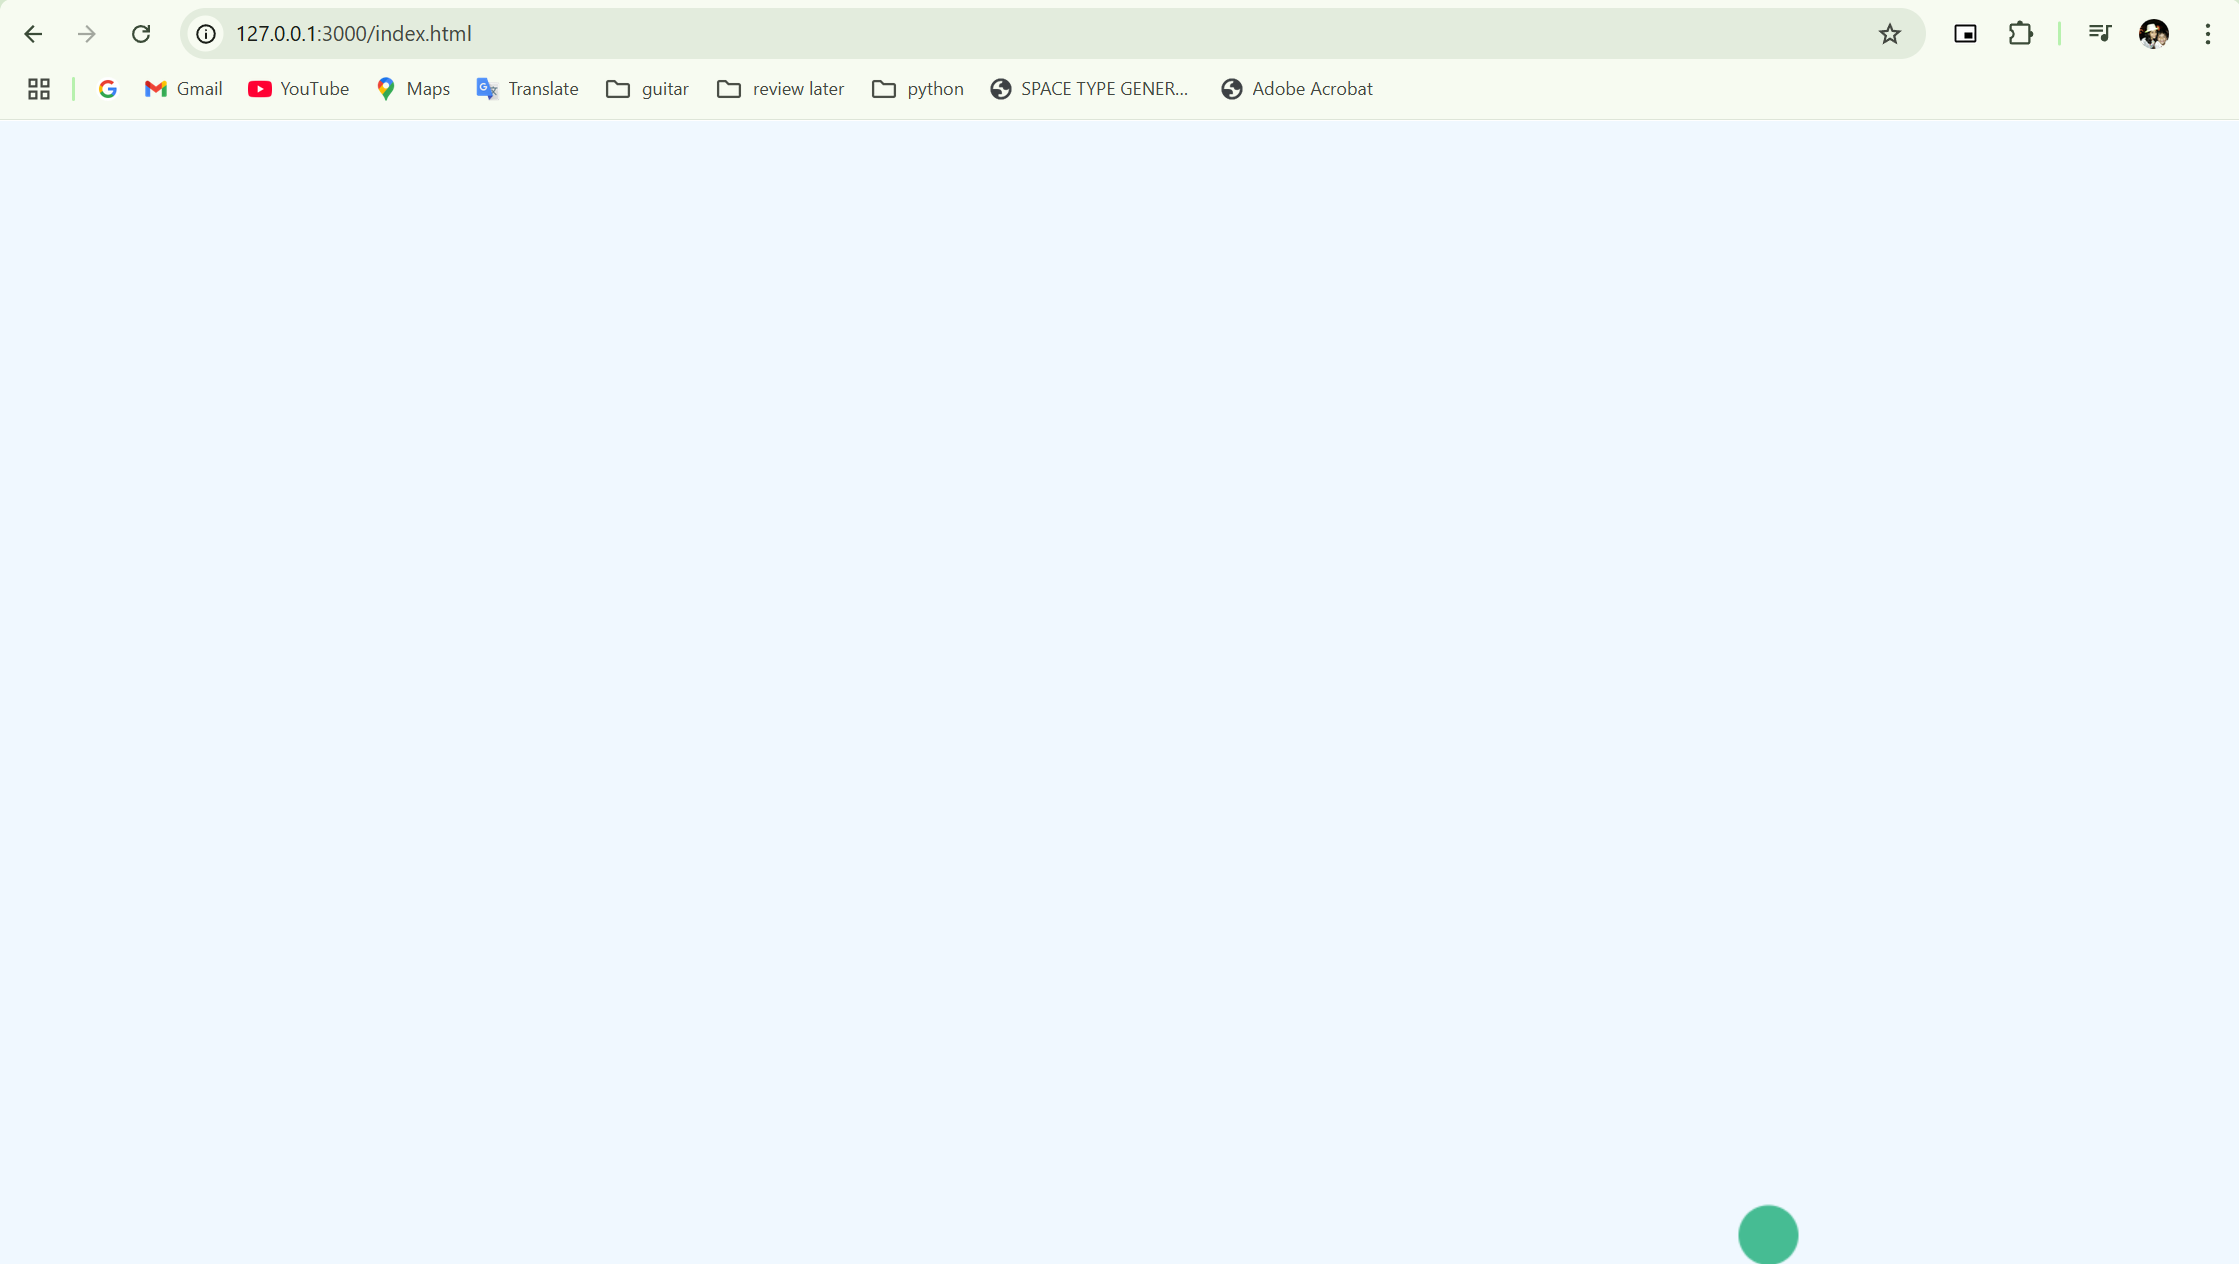 127.0.0.1:3000/index.html
Gmail YouTube Maps Translate guitar review later python SPACE TYPE GENER... Adobe Acrobat